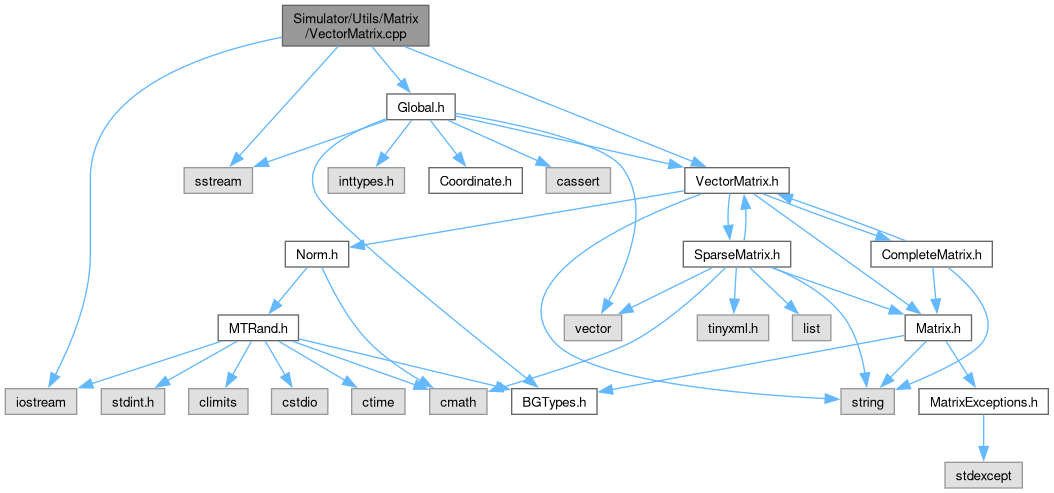 Simulator/Utils/Matrix
/VectorMatrix.cpp
Global.h
sstream
inttypes.h
Coordinate.h
cassert
VectorMatrix.h
Norm.h
SparseMatrix.h
CompleteMatrix.h
MTRand.h
vector
tinyxml.h
list
Matrix.h
iostream
stdint.h
climits
cstdio
ctime
cmath
BGTypes.h
string
MatrixExceptions.h
stdexcept